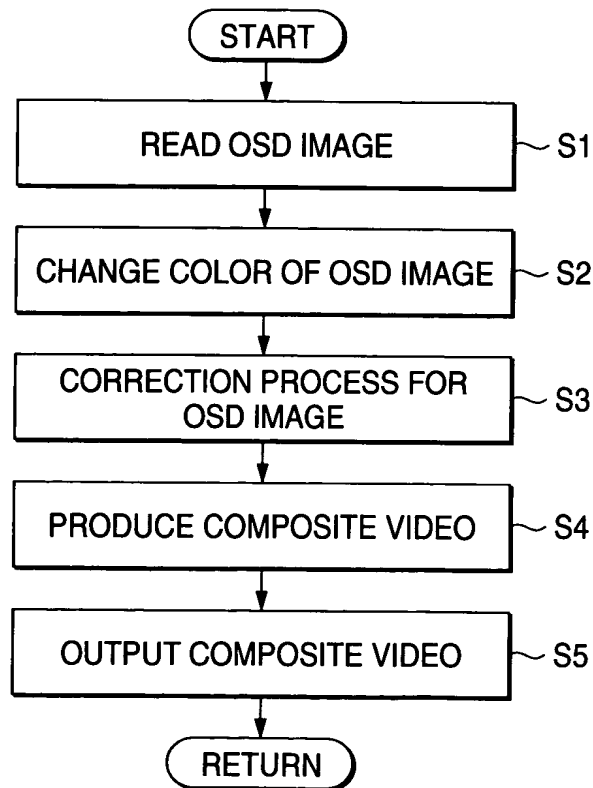 START
READ OSD IMAGE
S1
CHANGE COLOR OF OSD IMAGE
S2
CORRECTION PROCESS FOR
OSD IMAGE
S3
PRODUCE COMPOSITE VIDEO
S4
OUTPUT COMPOSITE VIDEO
S5
RETURN